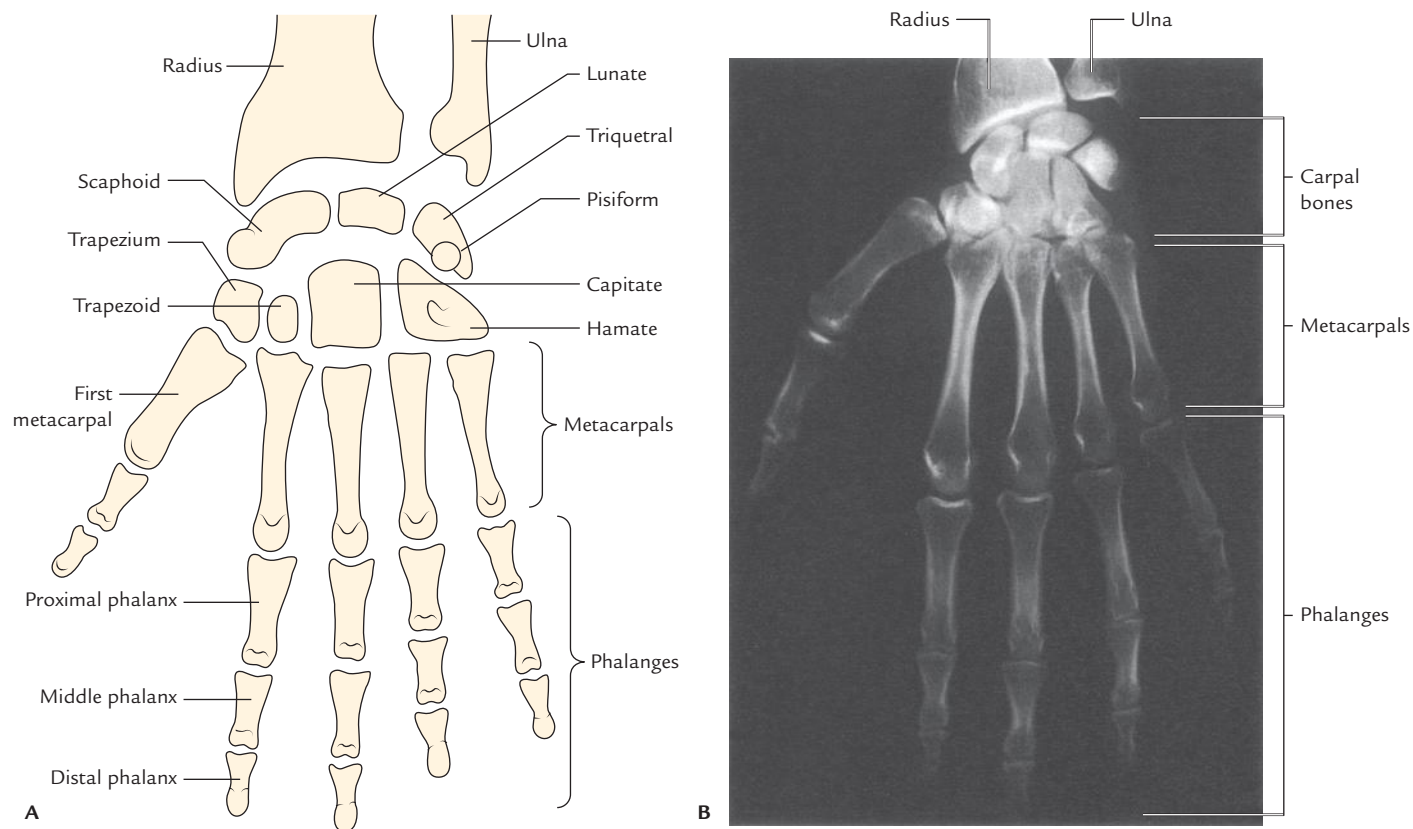 Radius
Ulna
Lunate
Triquetral
Scaphoid
Pisiform
Trapezium
Trapezoid
Capitate
Hamate
First
metacarpal
Metacarpals
Proximal phalanx
Phalanges
Middle phalanx
Distal phalanx
A
Radius
Ulna
Carpal
bones
Metacarpals
Phalanges
B